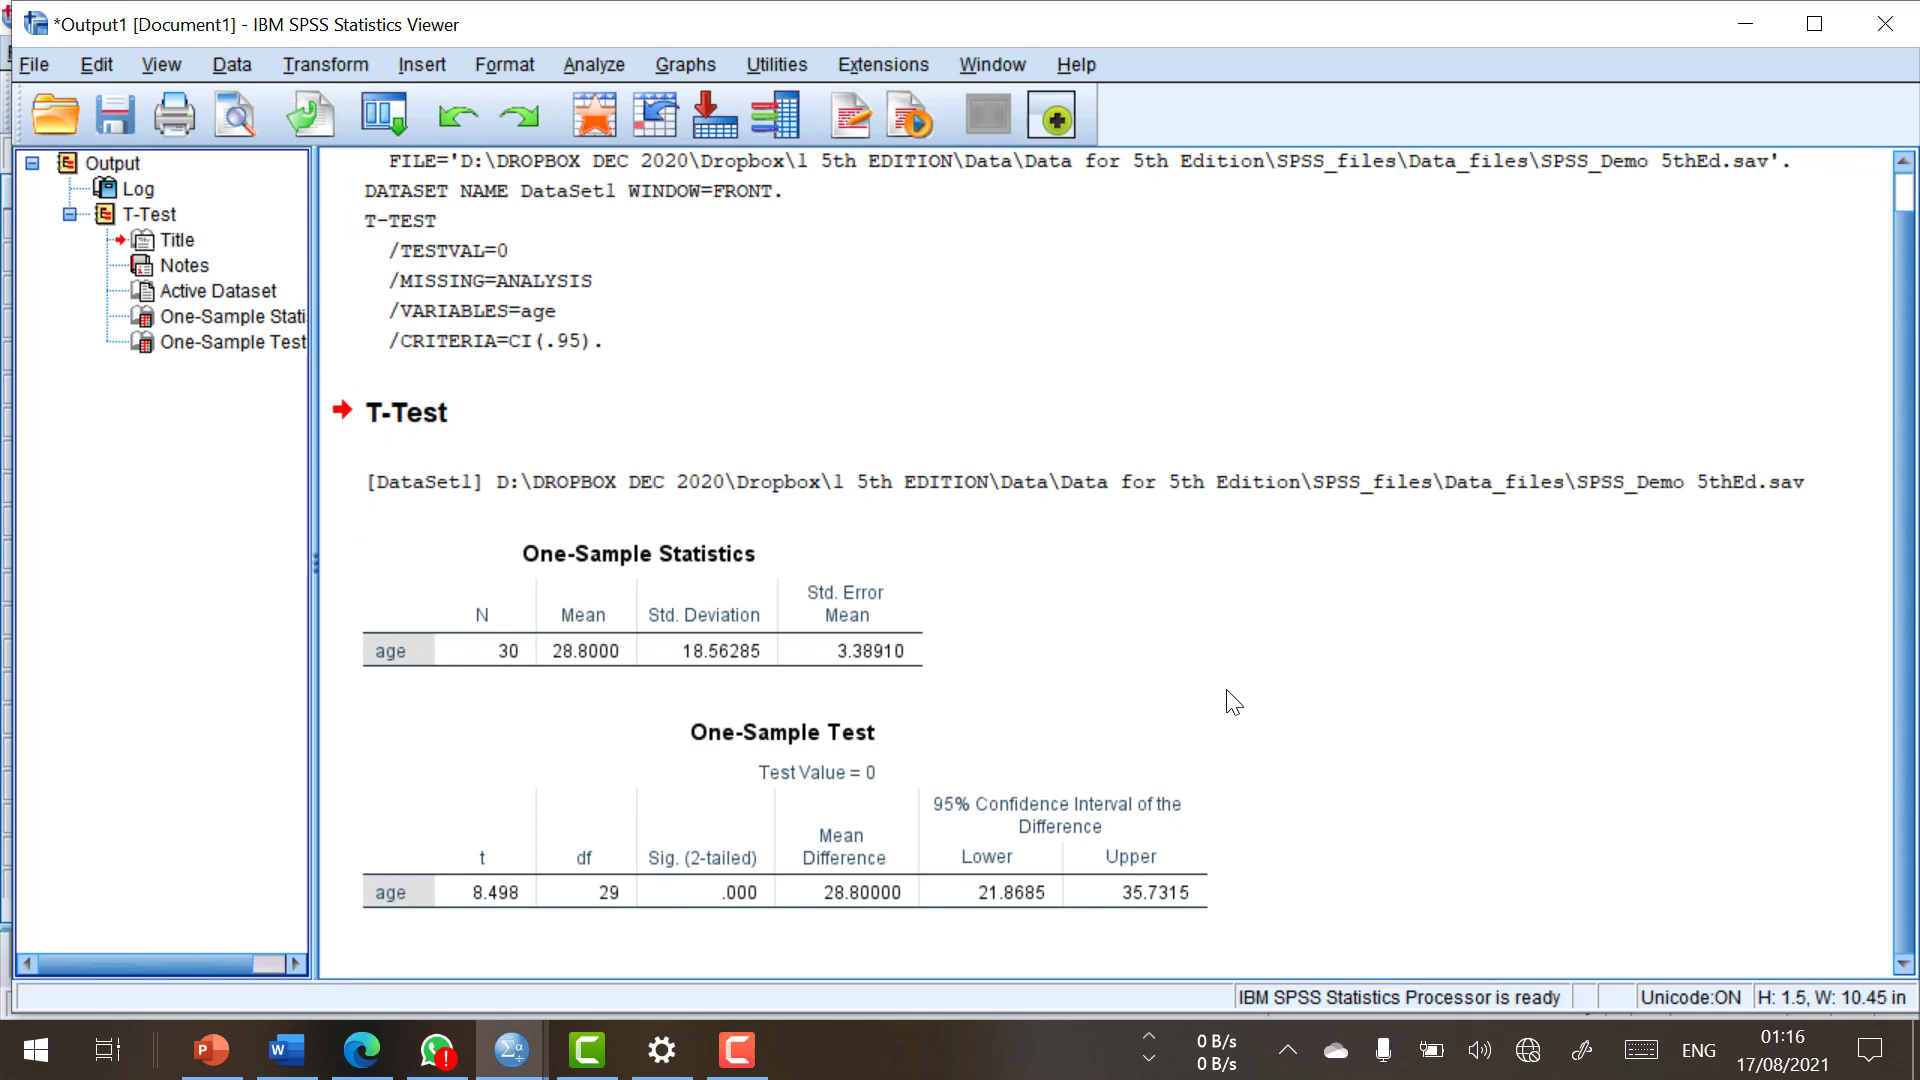 *Output1 [Document1] - IBM SPSS Statistics Viewer
File Edit View Data Transform Insert Format Analyze Graphs Utilities Extensions Window Help
Output
Log
T-Test
Title
Notes
Active Dataset
One-Sample Stati
One-Sample Test
FILE='D:\DROPBOX DEC 2020\Dropbox\1 5th EDITION\Data\Data for 5th Edition\SPSS_files\Data_files\SPSS_Demo 5thEd.sav'.
DATASET NAME DataSet1 WINDOW=FRONT.
T-TEST
/TESTVAL=0
/MISSING=ANALYSIS
/VARIABLES=age
/CRITERIA=CI(.95).
T-Test
[DataSet1] D:\DROPBOX DEC 2020\Dropbox\1 5th EDITION\Data\Data for 5th Edition\SPSS_files\Data_files\SPSS_Demo 5thEd.sav
One-Sample Statistics
N Mean Std. Deviation Std. Error Mean
age 30 28.8000 18.56285 3.38910
One-Sample Test
Test Value = 0
95% Confidence Interval of the Difference
t df Sig. (2-tailed) Mean Difference Lower Upper
age 8.498 29 .000 28.80000 21.8685 35.7315
IBM SPSS Statistics Processor is ready Unicode:ON H: 1.5, W: 10.45 in
0 B/s
0 B/s
ENG
01:16
17/08/2021